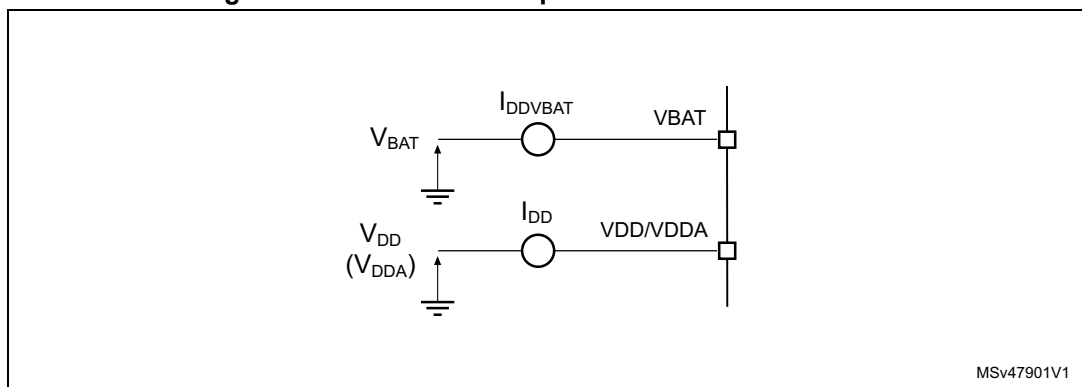 I_DDVBAT
VBAT
V_BAT
I_DD
VDD/VDDA
V_DD
(V_DDA)
MSv47901V1